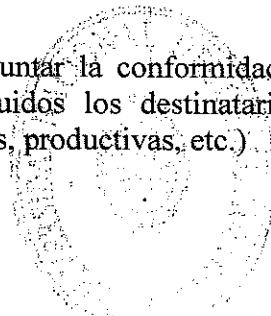 untar la conformidad
uidos los destinatari
s, productivas, etc.)